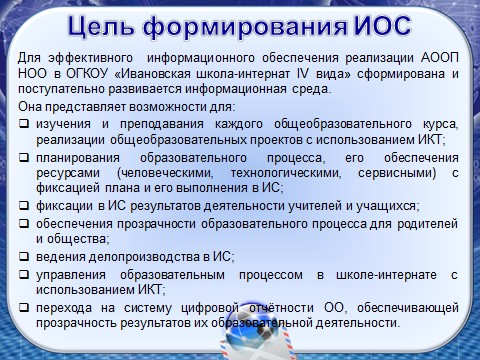 Цель формирования ИОС
Для эффективного информационного обеспечения реализации АООП
НОО в ОГКОУ «Ивановская школа-интернат IV вида» сформирована и
поступательно развивается информационная среда.
Она представляет возможности для:
❑ изучения и преподавания каждого общеобразовательного курса,
реализации общеобразовательных проектов с использованием ИКТ;
❑ планирования образовательного процесса, его обеспечения
ресурсами (человеческими, технологическими, сервисными) с
фиксацией плана и его выполнения в ИС;
❑ фиксации в ИС результатов деятельности учителей и учащихся;
❑ обеспечения прозрачности образовательного процесса для родителей
и общества;
❑ ведения делопроизводства в ИС;
❑ управления образовательным процессом в школе-интернате с
использованием ИКТ;
❑ перехода на систему цифровой отчётности ОО, обеспечивающей
прозрачность результатов их образовательной деятельности.